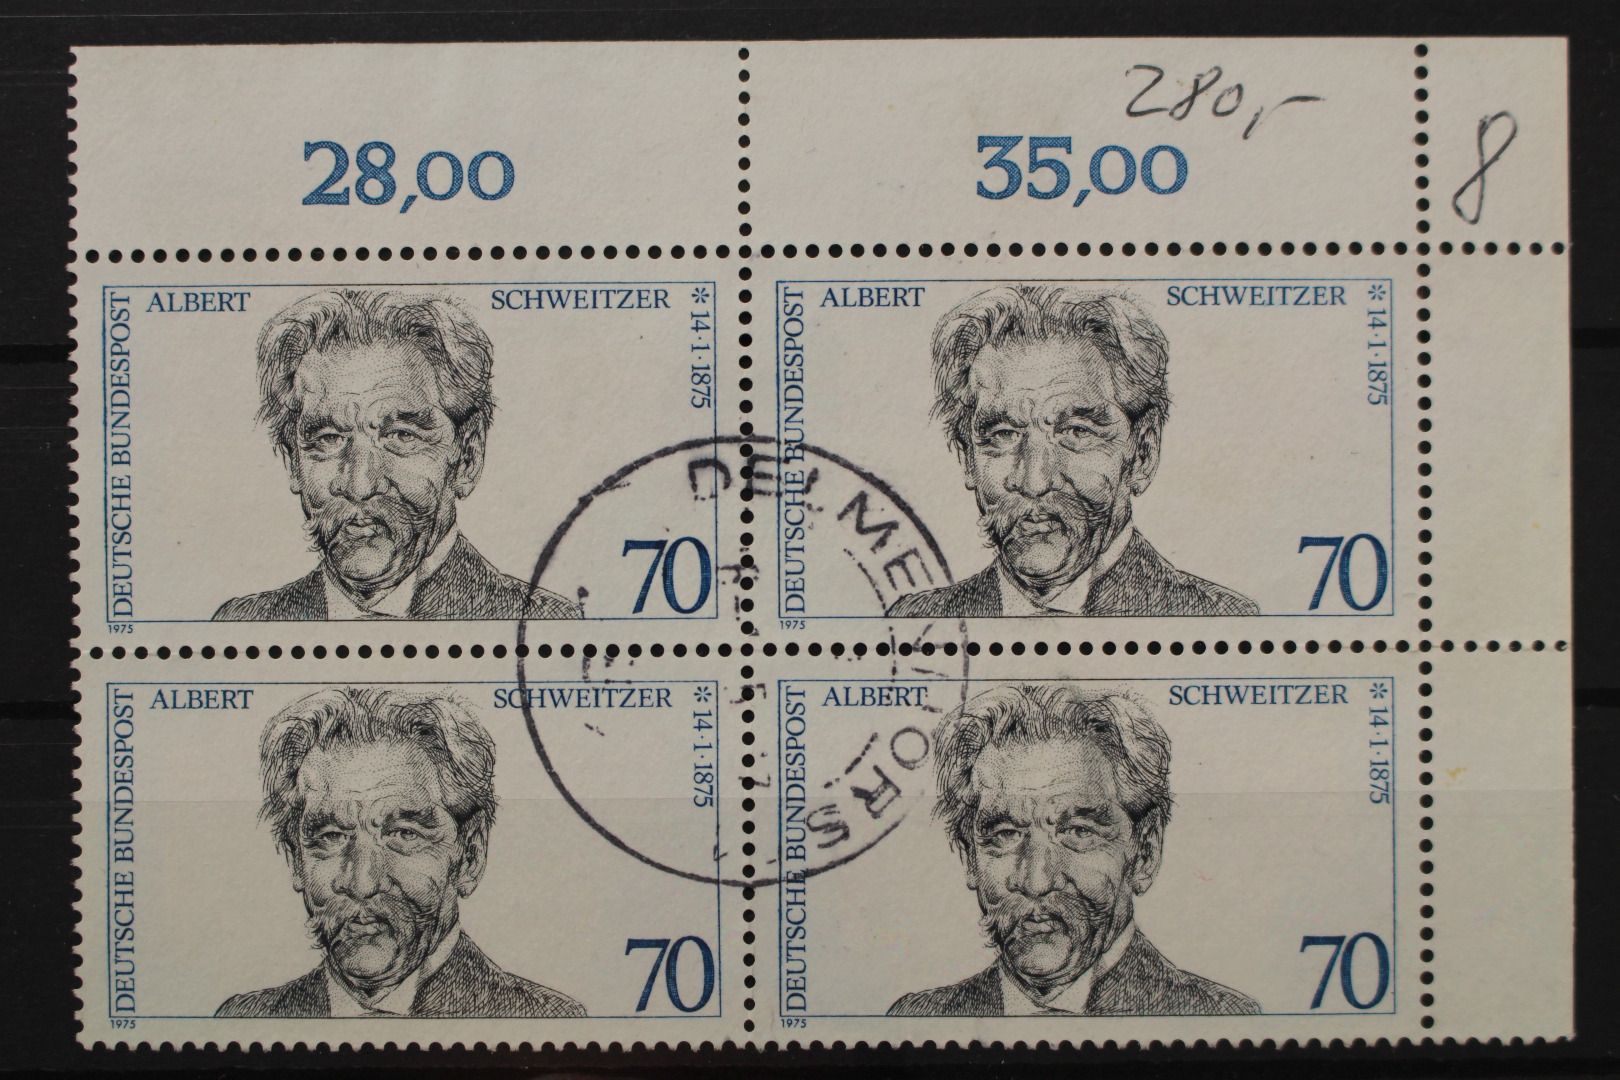 280,-
8
28,00
35,00
ALBERT SCHWEITZER
* 14·1·1875
DEUTSCHE BUNDESPOST
70
1975
ALBERT SCHWEITZER
* 14·1·1875
DEUTSCHE BUNDESPOST
70
1975
DELMENHORST
ALBERT SCHWEITZER
* 14·1·1875
DEUTSCHE BUNDESPOST
70
1975
ALBERT SCHWEITZER
* 14·1·1875
DEUTSCHE BUNDESPOST
70
1975